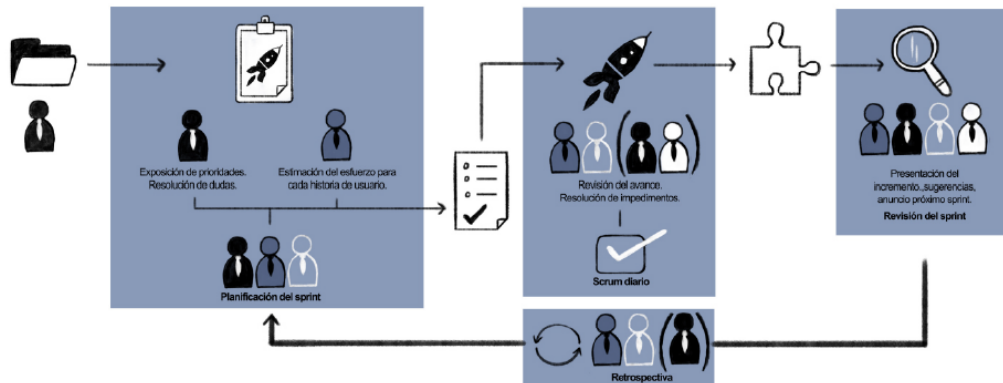 Exposición de prioridades.
Resolución de dudas.
Estimación del esfuerzo para
cada historia de usuario.
Planificación del sprint
Revisión del avance.
Resolución de impedimentos.
Scrum diario
Presentación del
incremento.,sugerencias,
anuncio próximo sprint.
Revisión del sprint
Retrospectiva